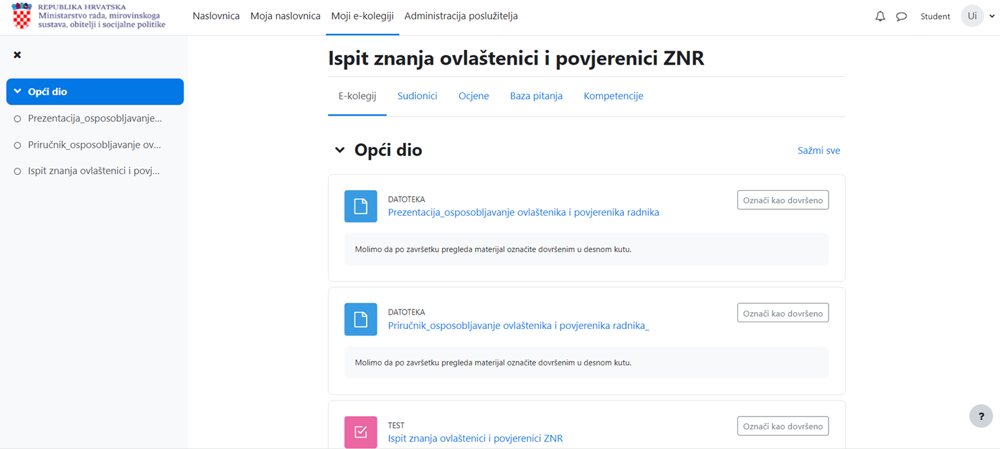 REPUBLIKA HRVATSKA
Ministarstvo rada, mirovinskoga
sustava, obitelji i socijalne politike
Naslovnica Moja naslovnica Moji e-kolegiji Administracija poslužitelja
Student Ui
Opći dio
Prezentacija_osposobljavanje...
Priručnik_osposobljavanje ov...
Ispit znanja ovlaštenici i povj...
Ispit znanja ovlaštenici i povjerenici ZNR
E-kolegij Sudionici Ocjene Baza pitanja Kompetencije
Opći dio
Sažmi sve
DATOTEKA
Prezentacija_osposobljavanje ovlaštenika i povjerenika radnika
Označi kao dovršeno
Molimo da po završetku pregleda materijal označite dovršenim u desnom kutu.
DATOTEKA
Priručnik_osposobljavanje ovlaštenika i povjerenika radnika_
Označi kao dovršeno
Molimo da po završetku pregleda materijal označite dovršenim u desnom kutu.
TEST
Ispit znanja ovlaštenici i povjerenici ZNR
Označi kao dovršeno
?